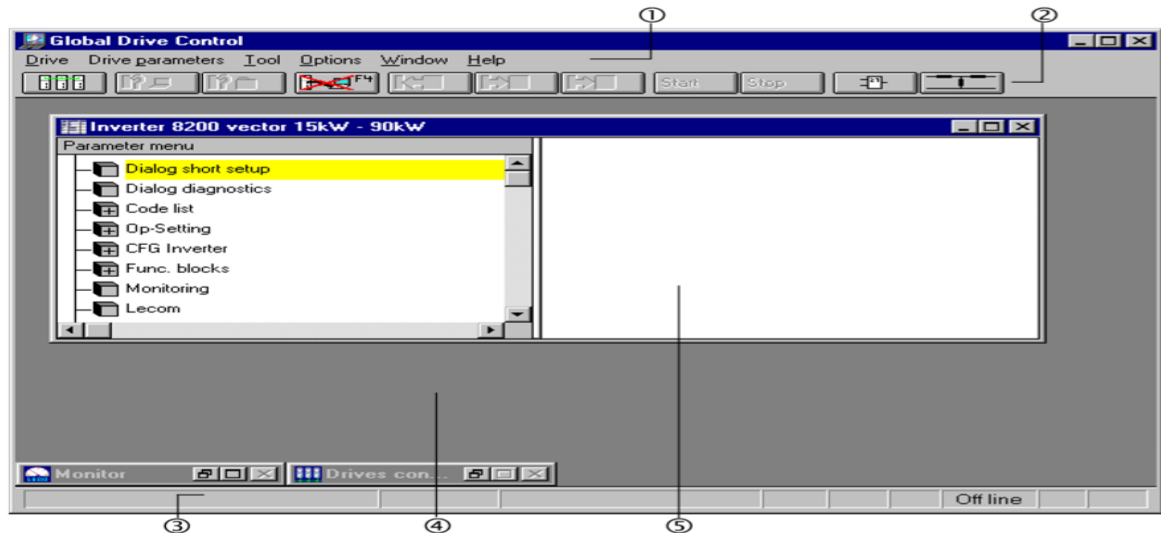 ① ②
Global Drive Control
Drive Drive parameters Tool Options Window Help
F4 Start Stop
Inverter 8200 vector 15kW - 90kW
Parameter menu
Dialog short setup
Dialog diagnostics
Code list
Op-Setting
CFG Inverter
Func. blocks
Monitoring
Lecom
Monitor Drives con...
Off line
③ ④ ⑤